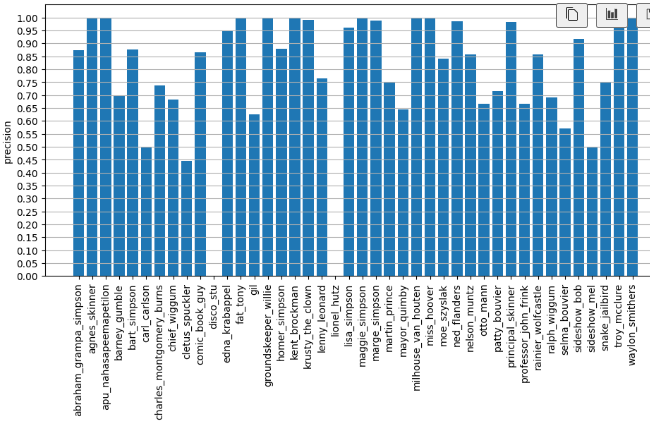 1.00
0.95
0.90
0.85
0.80
0.75
0.70
0.65
0.60
0.55
0.50
0.45
0.40
0.35
0.30
0.25
0.20
0.15
0.10
0.05
0.00
precision
abraham_grampa_simpson
agnes_skinner
apu_nahasapeemapetilon
barney_gumble
bart_simpson
carl_carlson
charles_montgomery_burns
chief_wiggum
cletus_spuckler
comic_book_guy
disco_stu
edna_krabappel
fat_tony
gil
groundskeeper_willie
homer_simpson
kent_brockman
krusty_the_clown
lenny_leonard
lionel_hutz
lisa_simpson
maggie_simpson
marge_simpson
martin_prince
mayor_quimby
milhouse_van_houten
miss_hoover
moe_szyslak
ned_flanders
nelson_muntz
otto_mann
patty_bouvier
principal_skinner
professor_john_frink
rainier_wolfcastle
ralph_wiggum
selma_bouvier
sideshow_bob
sideshow_mel
snake_jailbird
troy_mcclure
waylon_smithers